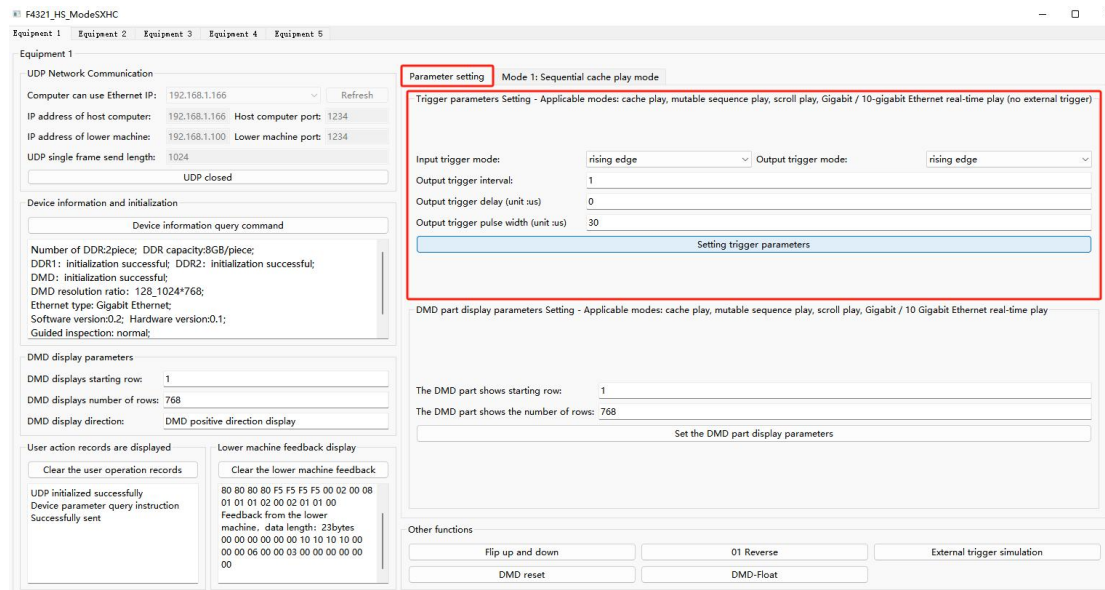 F4321_HS_ModeSXHC
Equipment 1 Equipment 2 Equipment 3 Equipment 4 Equipment 5
Equipment 1
UDP Network Communication
Computer can use Ethernet IP: 192.168.1.166 Refresh
IP address of host computer: 192.168.1.166 Host computer port: 1234
IP address of lower machine: 192.168.1.100 Lower machine port: 1234
UDP single frame send length: 1024
UDP closed
Device information and initialization
Device information query command
Number of DDR:2piece; DDR capacity:8GB/piece;
DDR1: initialization successful; DDR2: initialization successful;
DMD: initialization successful;
DMD resolution ratio: 128_1024*768;
Ethernet type: Gigabit Ethernet;
Software version:0.2; Hardware version:0.1;
Guided inspection: normal;
DMD display parameters
DMD displays starting row: 1
DMD displays number of rows: 768
DMD display direction: DMD positive direction display
User action records are displayed
Clear the user operation records
UDP initialized successfully
Device parameter query instruction
Successfully sent
Lower machine feedback display
Clear the lower machine feedback
80 80 80 80 F5 F5 F5 F5 00 02 00 08
01 01 01 02 00 02 01 01 00
Feedback from the lower
machine, data length: 23bytes
00 00 00 00 00 00 10 10 10 10 00
00 00 06 00 00 03 00 00 00 00 00
00
Parameter setting Mode 1: Sequential cache play mode
Trigger parameters Setting - Applicable modes: cache play, mutable sequence play, scroll play, Gigabit / 10-gigabit Ethernet real-time play (no external trigger)
Input trigger mode: rising edge Output trigger mode: rising edge
Output trigger interval: 1
Output trigger delay (unit :us) 0
Output trigger pulse width (unit :us) 30
Setting trigger parameters
DMD part display parameters Setting - Applicable modes: cache play, mutable sequence play, scroll play, Gigabit / 10 Gigabit Ethernet real-time play
The DMD part shows starting row: 1
The DMD part shows the number of rows: 768
Set the DMD part display parameters
Other functions
Flip up and down 01 Reverse External trigger simulation
DMD reset DMD-Float